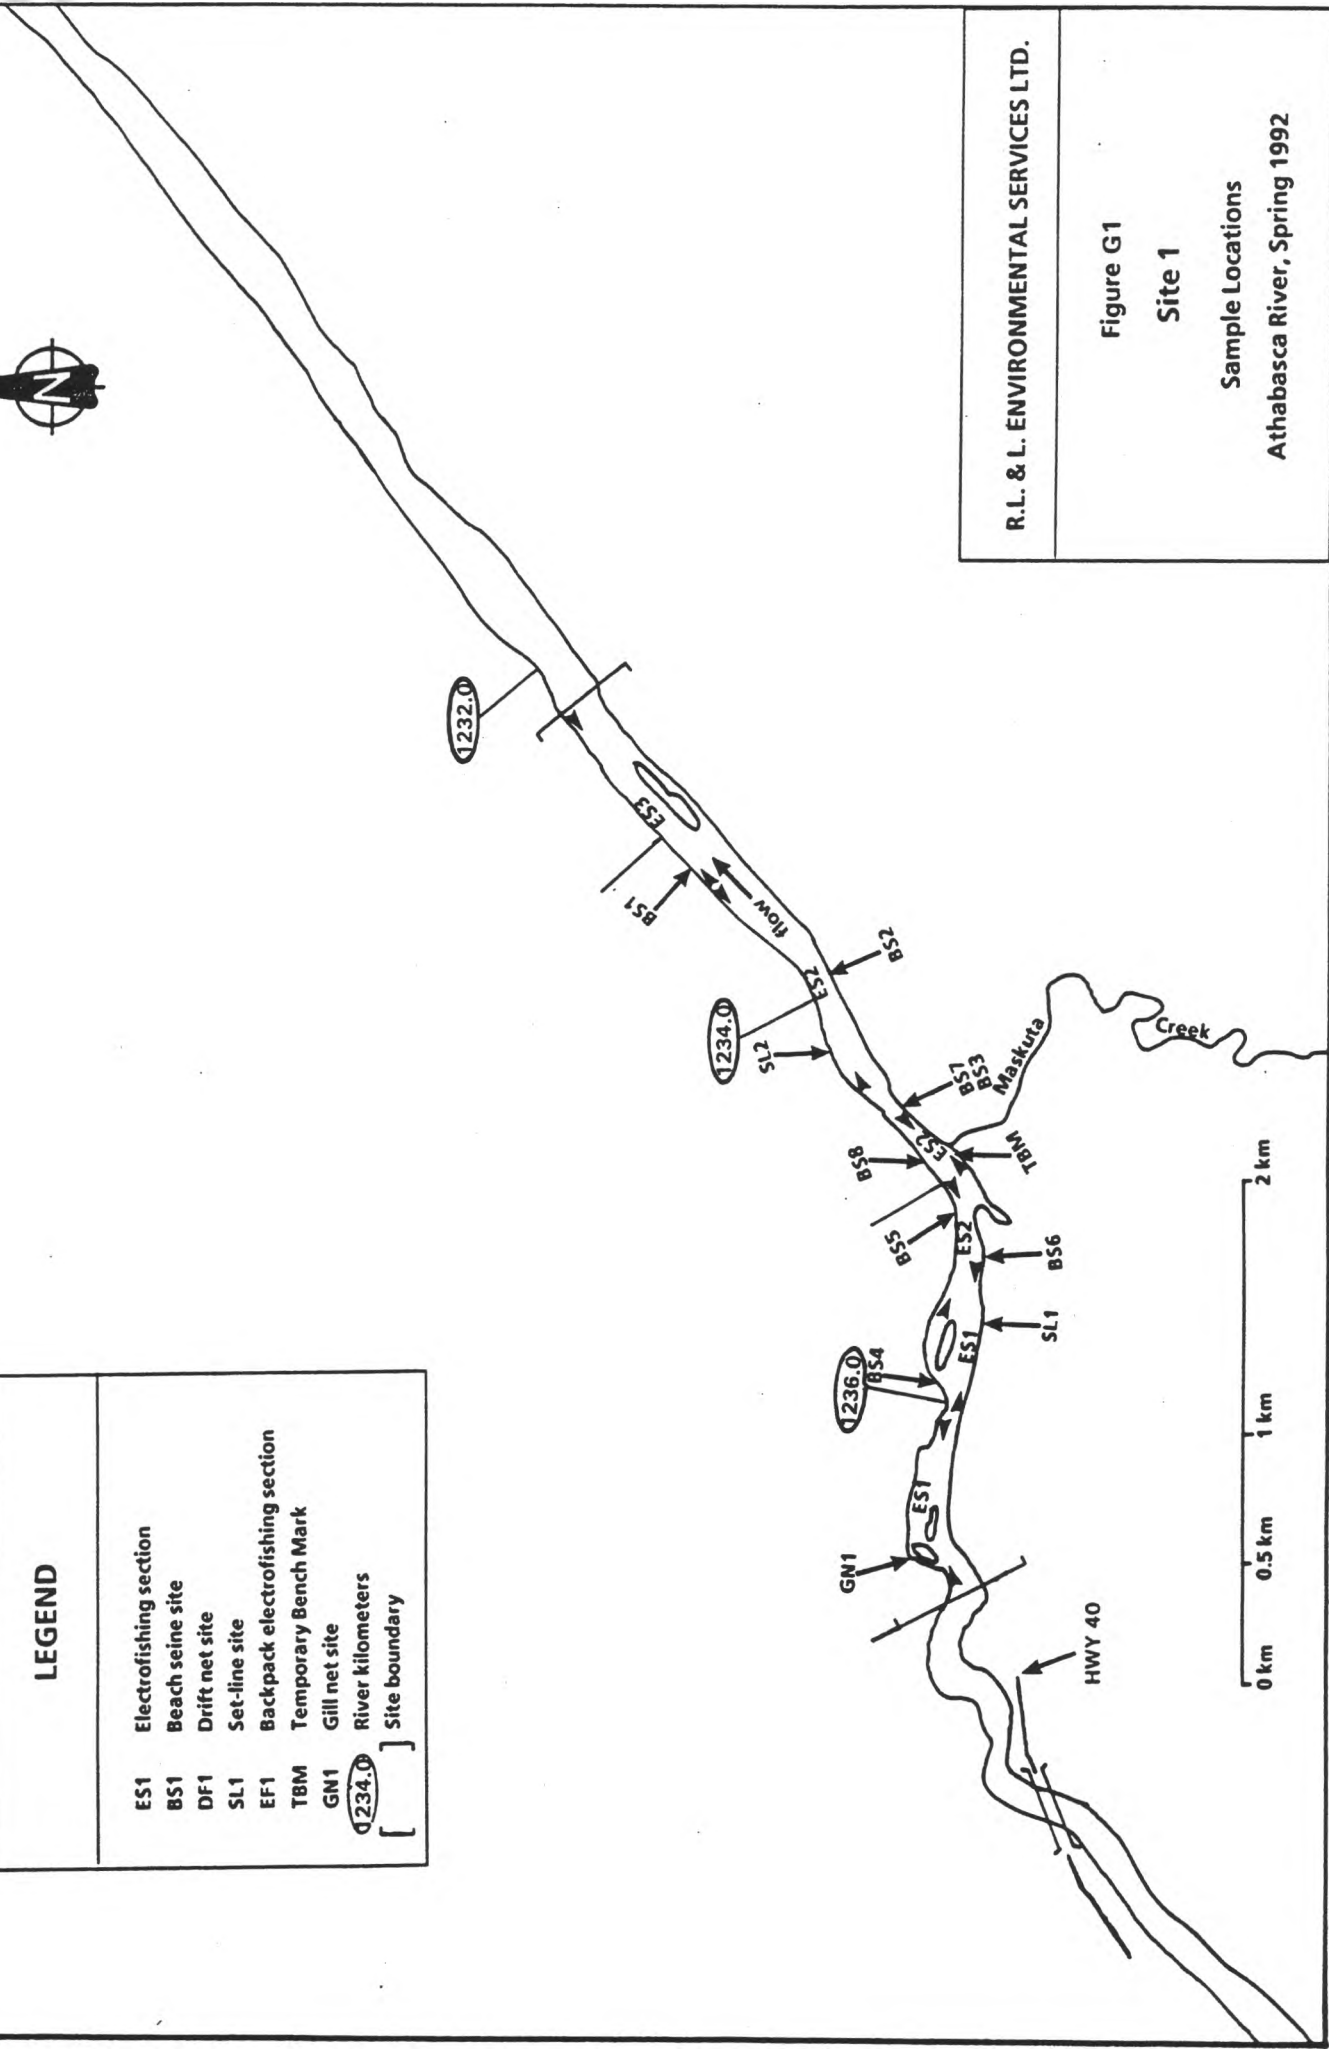 LEGEND
ES1 Electrofishing section
BS1 Beach seine site
DF1 Drift net site
SL1 Set-line site
EF1 Backpack electrofishing section
TBM Temporary Bench Mark
GN1 Gill net site
1234.0 River kilometers
[ ] Site boundary
N
1232.0
ES3
BS1
flow
ES2
BS2
1234.0
SL2
BS7
BS3
Maskuta
Creek
ES2
BS8
TBM
BS5
ES2
BS6
SL1
ES1
1236.0
BS4
ES1
GN1
HWY 40
0 km
0.5 km
1 km
2 km
R.L. & L. ENVIRONMENTAL SERVICES LTD.
Figure G1
Site 1
Sample Locations
Athabasca River, Spring 1992